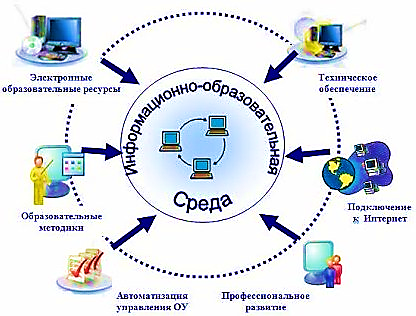 Электронные
образовательные ресурсы
Техническое
обеспечение
Информационно-образовательная
Среда
Образовательные
методики
Подключение
к Интернет
Автоматизация
управления ОУ
Профессиональное
развитие